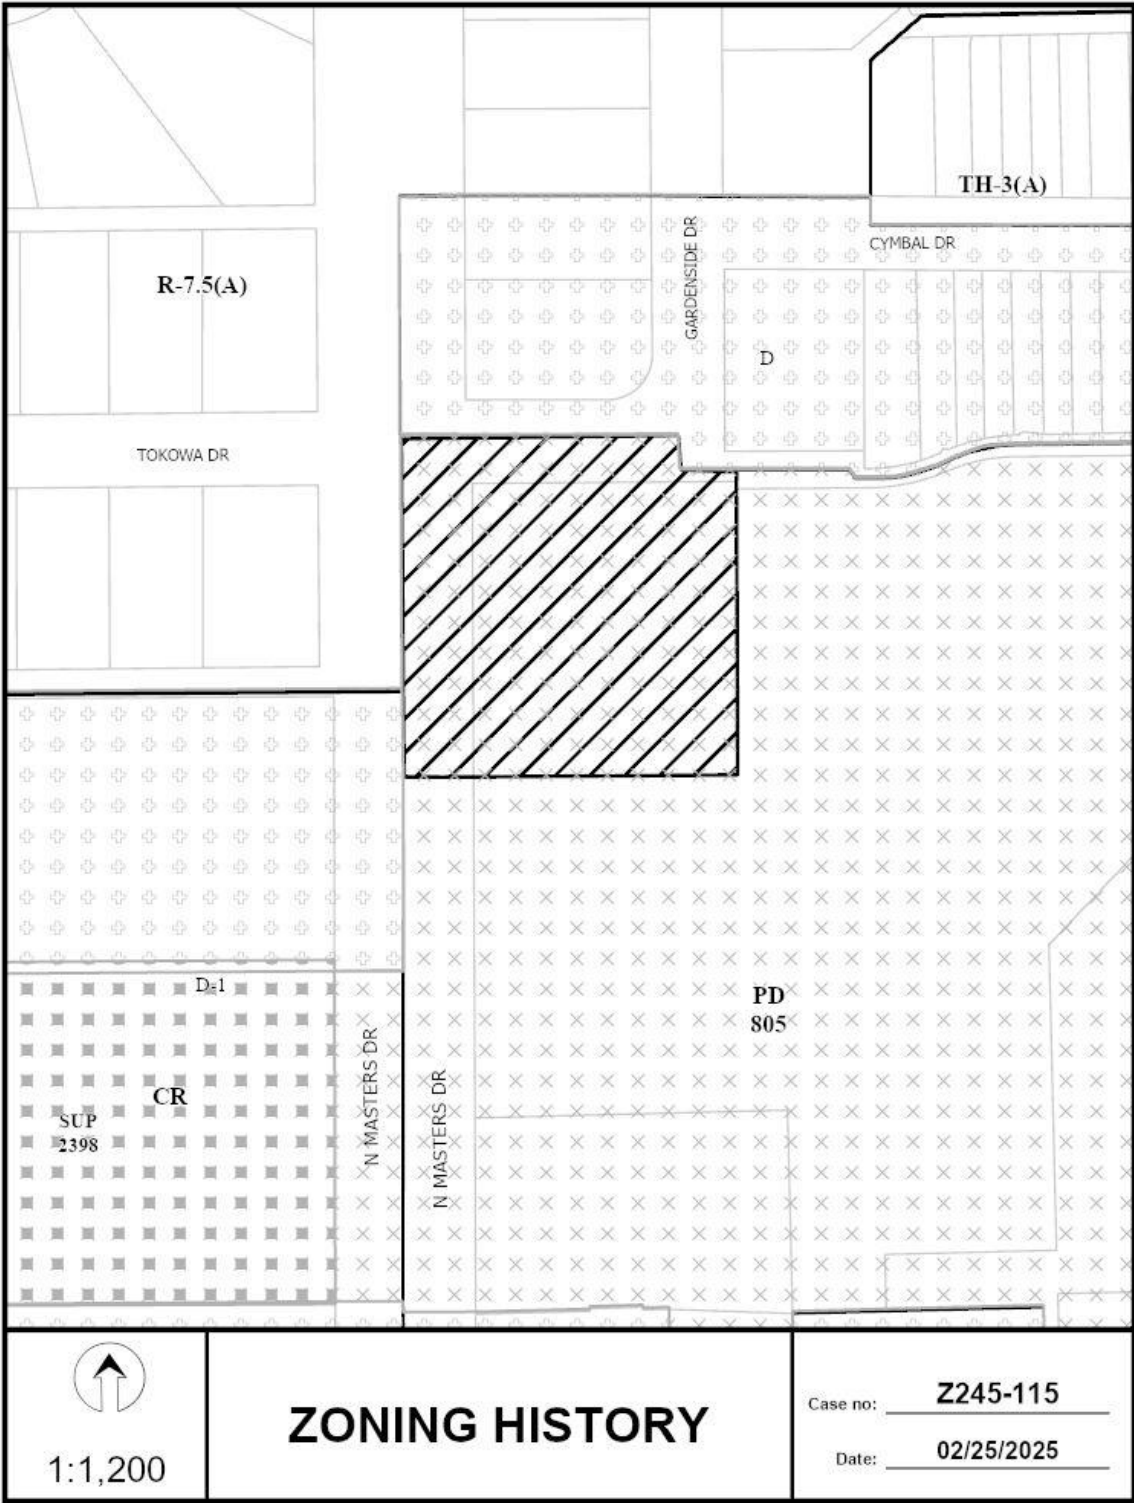 TH-3(A)
CYMBAL DR
GARDENSIDE DR
R-7.5(A)
D
TOKOWA DR
D-1
PD
805
CR
SUP
2398
N MASTERS DR
N MASTERS DR
1:1,200
ZONING HISTORY
Case no: Z245-115
Date: 02/25/2025